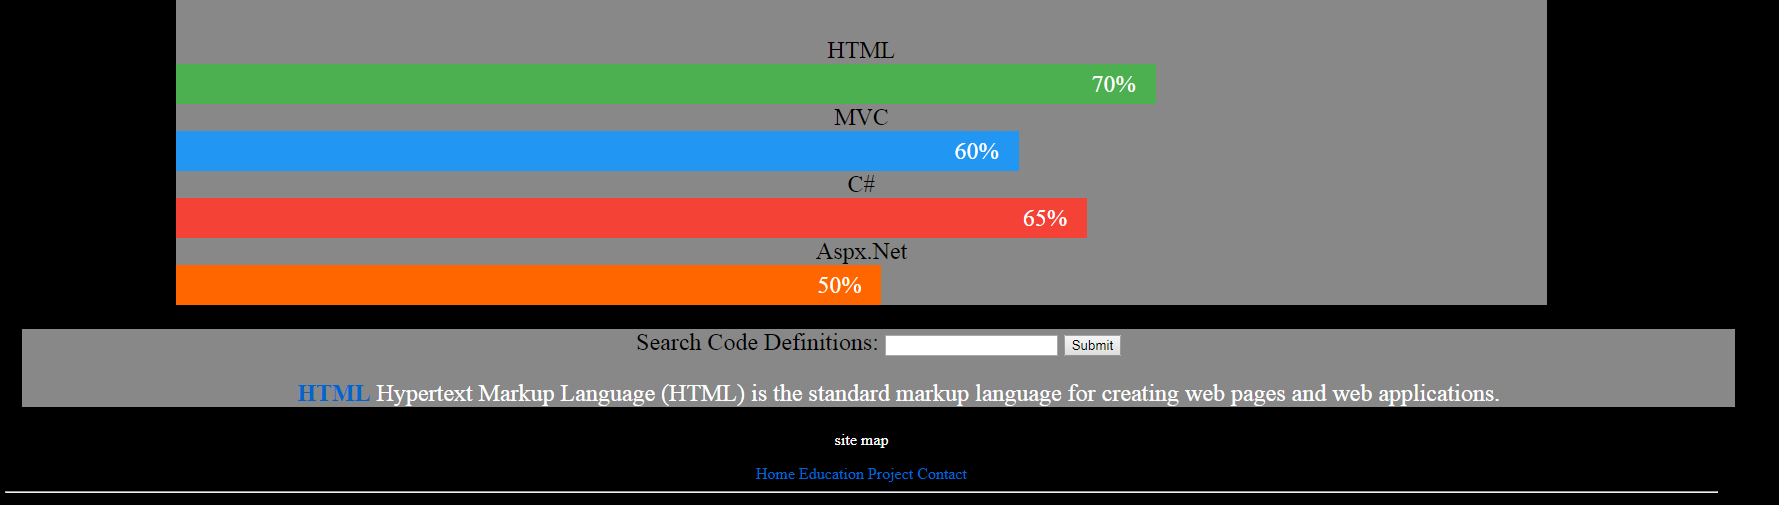 HTML
70%
MVC
60%
C#
65%
Aspx.Net
50%
Search Code Definitions: Submit
HTML Hypertext Markup Language (HTML) is the standard markup language for creating web pages and web applications.
site map
Home Education Project Contact